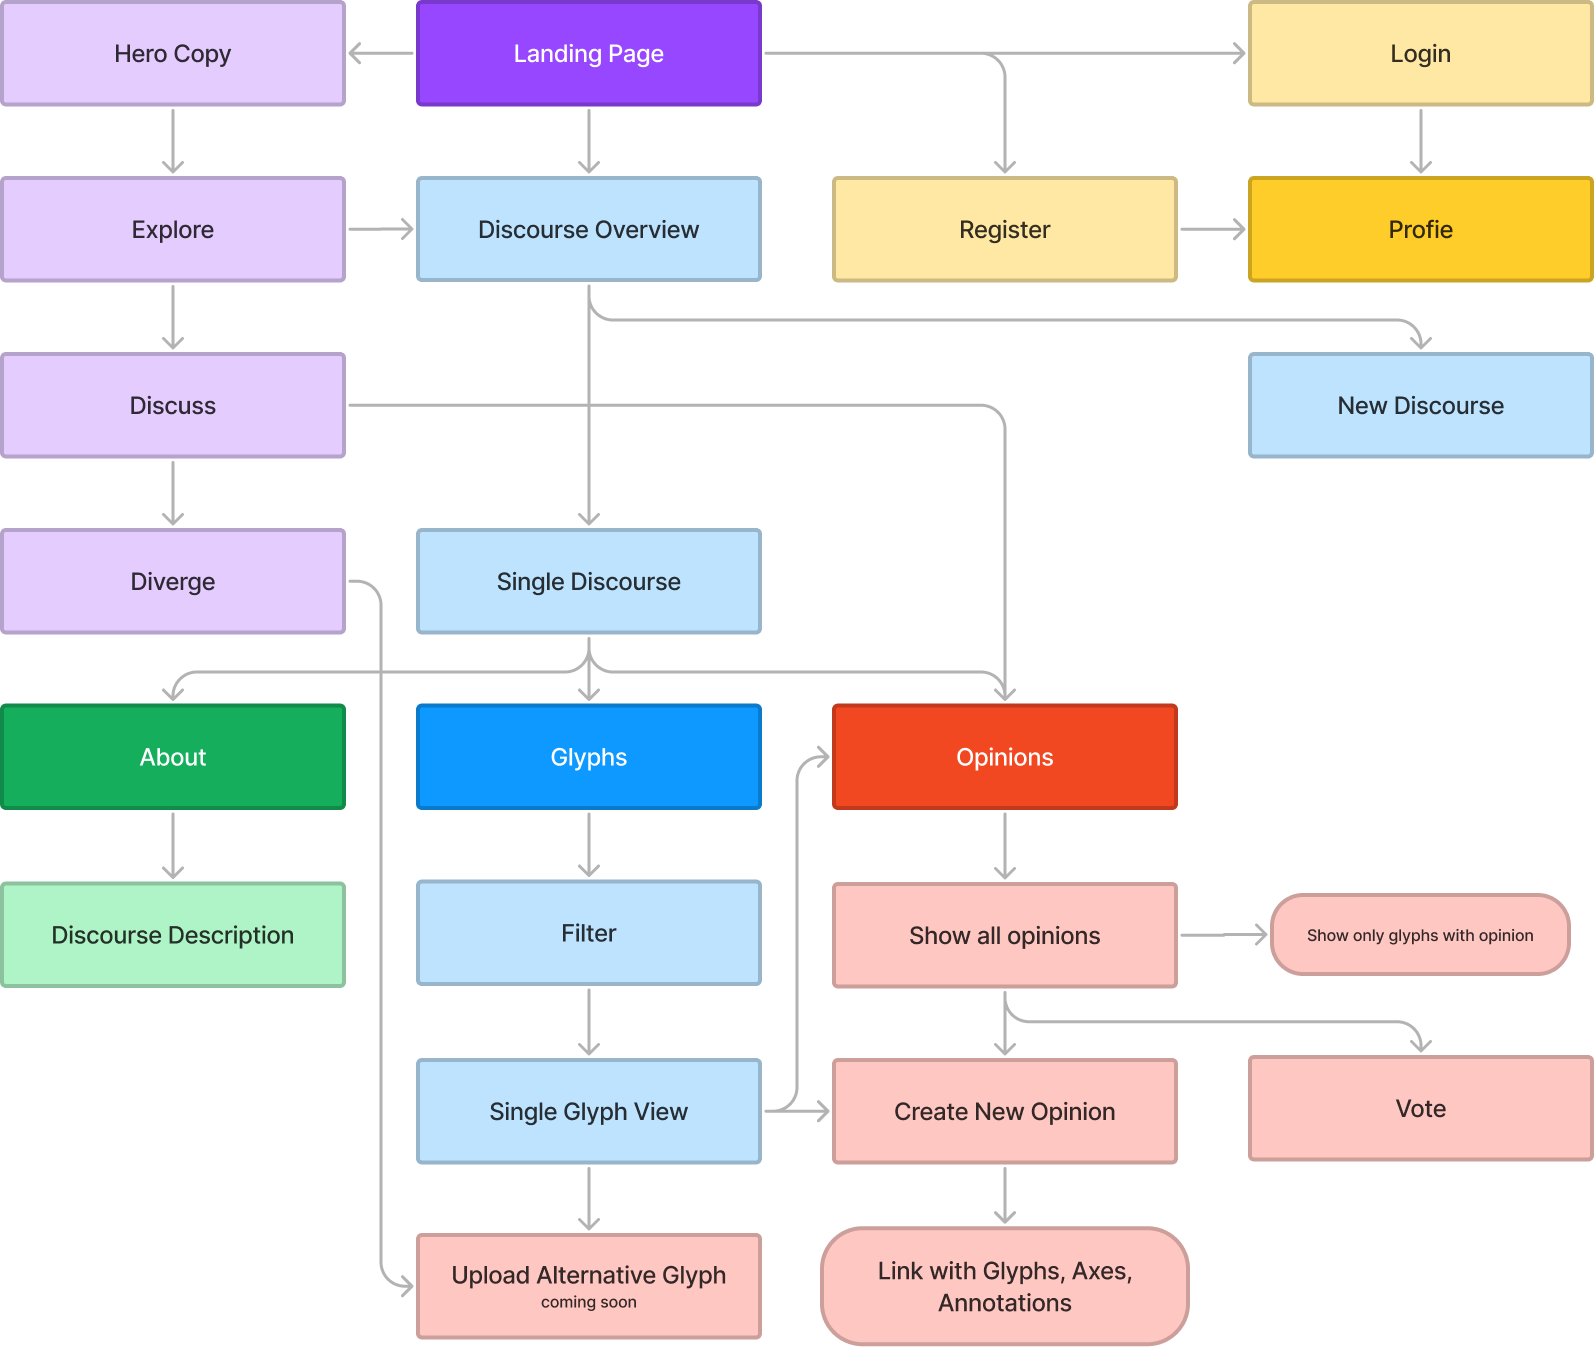 Hero Copy
Landing Page
Login
Explore
Discourse Overview
Register
Profie
Discuss
New Discourse
Diverge
Single Discourse
About
Glyphs
Opinions
Discourse Description
Filter
Show all opinions
Show only glyphs with opinion
Single Glyph View
Create New Opinion
Vote
Upload Alternative Glyph
coming soon
Link with Glyphs, Axes,
Annotations